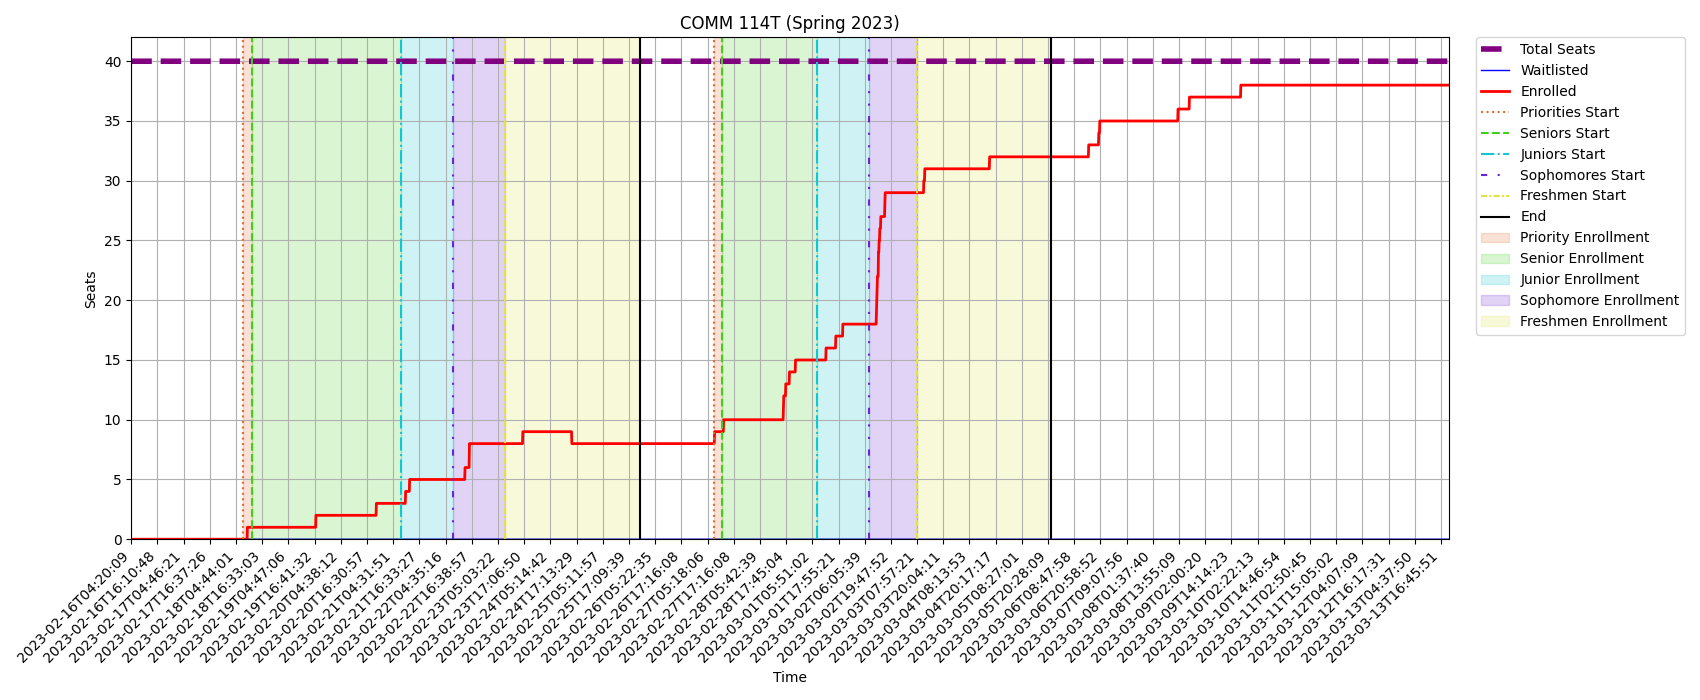 COMM 114T (Spring 2023)
Seats
40
35
30
25
20
15
10
5
0
2023-02-16T04:20:09
2023-02-16T16:10:48
2023-02-17T04:46:21
2023-02-17T16:37:26
2023-02-18T04:44:01
2023-02-18T16:33:03
2023-02-19T04:47:06
2023-02-19T16:41:32
2023-02-20T04:38:12
2023-02-20T16:30:57
2023-02-21T04:31:51
2023-02-21T16:33:27
2023-02-22T04:35:16
2023-02-22T16:38:57
2023-02-23T05:03:22
2023-02-23T17:06:50
2023-02-24T05:14:42
2023-02-24T17:13:29
2023-02-25T05:11:57
2023-02-25T17:09:39
2023-02-26T05:22:35
2023-02-26T17:16:08
2023-02-27T05:18:06
2023-02-27T17:16:08
2023-02-28T05:42:39
2023-02-28T17:45:04
2023-03-01T05:51:02
2023-03-01T17:55:21
2023-03-02T06:05:39
2023-03-02T19:47:52
2023-03-03T07:57:21
2023-03-03T20:04:11
2023-03-04T08:13:53
2023-03-04T20:17:17
2023-03-05T08:27:01
2023-03-05T20:28:09
2023-03-06T08:47:58
2023-03-06T20:58:52
2023-03-07T09:07:56
2023-03-08T01:37:40
2023-03-08T13:55:09
2023-03-09T02:00:20
2023-03-09T14:14:23
2023-03-10T02:22:13
2023-03-10T14:46:54
2023-03-11T02:50:45
2023-03-11T15:05:02
2023-03-12T04:07:09
2023-03-12T16:17:31
2023-03-13T04:37:50
2023-03-13T16:45:51
Time
Total Seats
Waitlisted
Enrolled
Priorities Start
Seniors Start
Juniors Start
Sophomores Start
Freshmen Start
End
Priority Enrollment
Senior Enrollment
Junior Enrollment
Sophomore Enrollment
Freshmen Enrollment